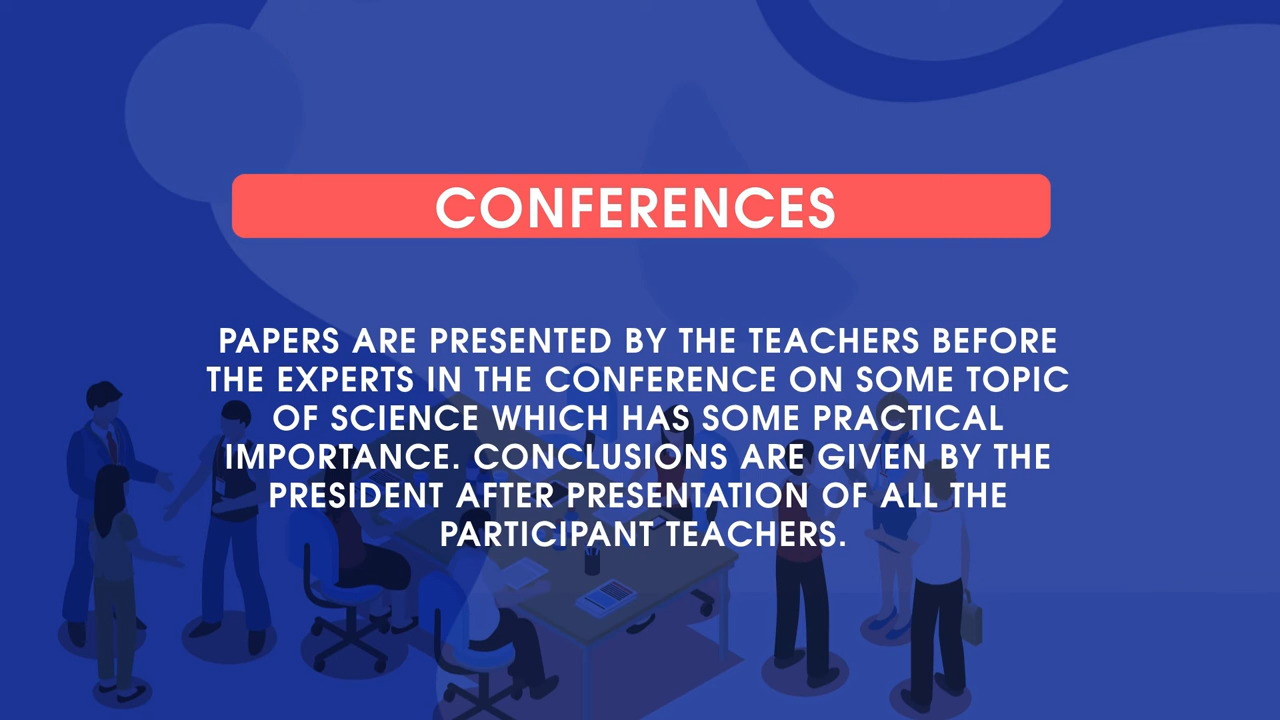 CONFERENCES
PAPERS ARE PRESENTED BY THE TEACHERS BEFORE
THE EXPERTS IN THE CONFERENCE ON SOME TOPIC
OF SCIENCE WHICH HAS SOME PRACTICAL
IMPORTANCE. CONCLUSIONS ARE GIVEN BY THE
PRESIDENT AFTER PRESENTATION OF ALL THE
PARTICIPANT TEACHERS.